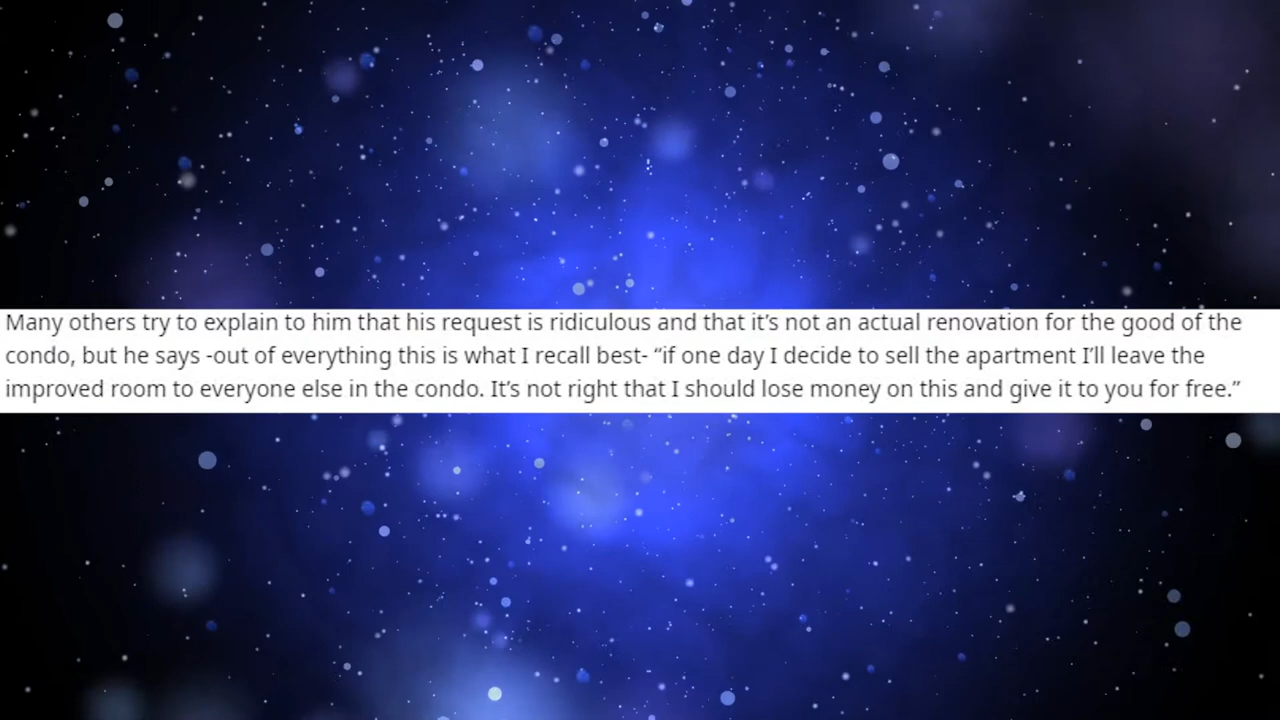 Many others try to explain to him that his request is ridiculous and that it’s not an actual renovation for the good of the
condo, but he says -out of everything this is what I recall best- “if one day I decide to sell the apartment I’ll leave the
improved room to everyone else in the condo. It’s not right that I should lose money on this and give it to you for free.”